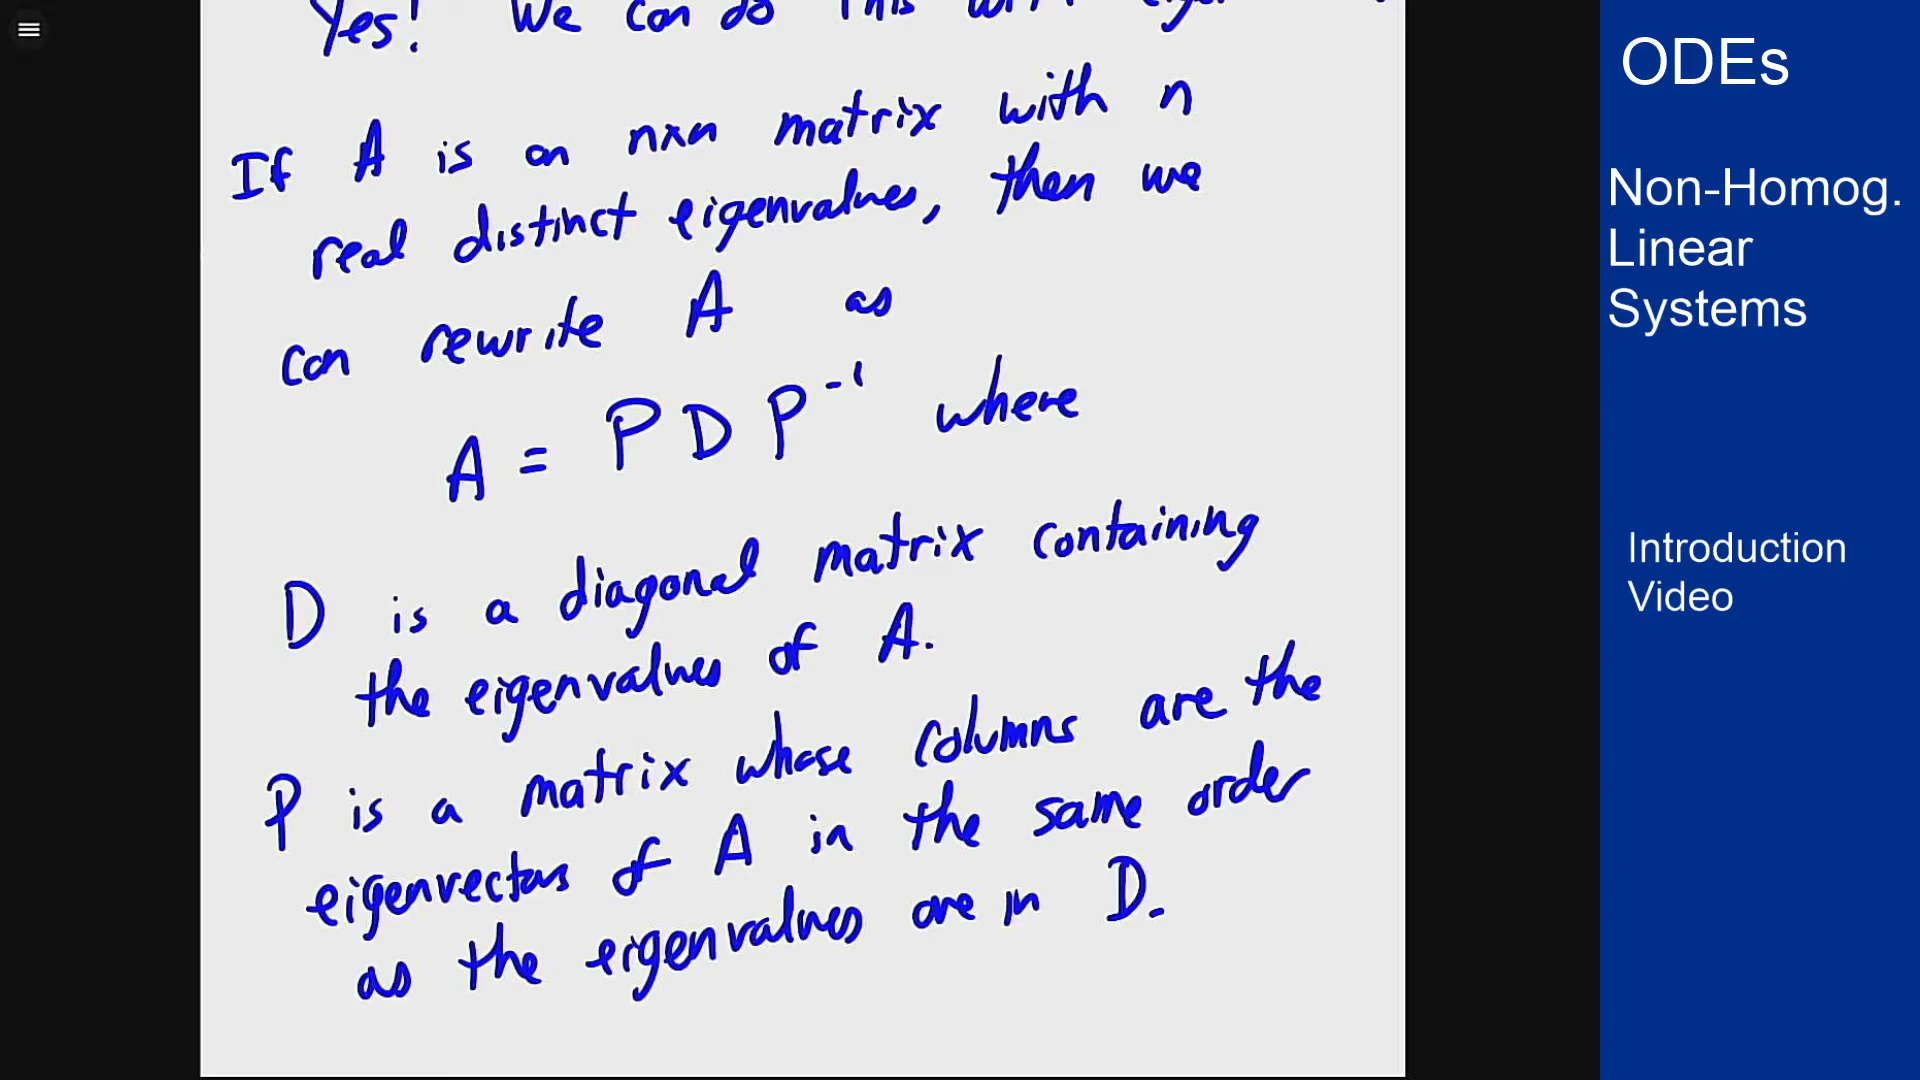 Yes! We can do this with
If A is an nxn matrix with n
real distinct eigenvalues, then we
can rewrite A as
A = P D P⁻¹ where
D is a diagonal matrix containing
the eigenvalues of A.
P is a matrix whose columns are the
eigenvectors of A in the same order
as the eigenvalues are in D.
ODEs
Non-Homog.
Linear
Systems
Introduction
Video